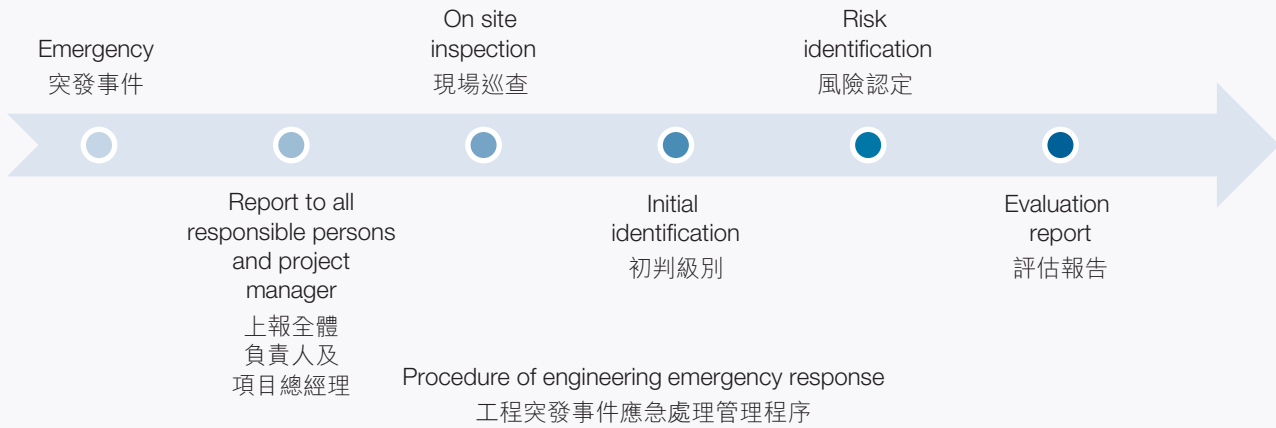 Emergency
突發事件
Report to all
responsible persons
and project
manager
上報全體
負責人及
項目總經理
On site
inspection
現場巡查
Initial
identification
初判級別
Risk
identification
風險認定
Evaluation
report
評估報告
Procedure of engineering emergency response
工程突發事件應急處理管理程序